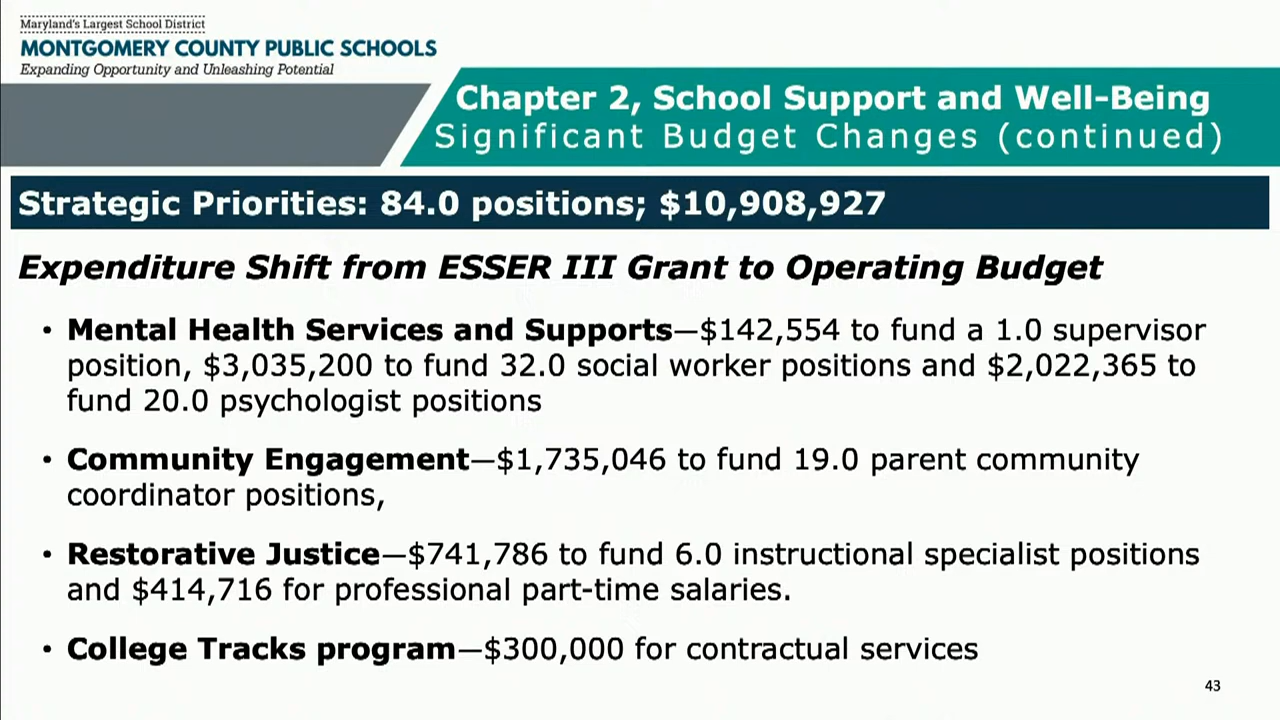 Maryland's Largest School District
MONTGOMERY COUNTY PUBLIC SCHOOLS
Expanding Opportunity and Unleashing Potential
Chapter 2, School Support and Well-Being
Significant Budget Changes (continued)
Strategic Priorities: 84.0 positions; $10,908,927
Expenditure Shift from ESSER III Grant to Operating Budget
• Mental Health Services and Supports—$142,554 to fund a 1.0 supervisor
position, $3,035,200 to fund 32.0 social worker positions and $2,022,365 to
fund 20.0 psychologist positions
• Community Engagement—$1,735,046 to fund 19.0 parent community
coordinator positions,
• Restorative Justice—$741,786 to fund 6.0 instructional specialist positions
and $414,716 for professional part-time salaries.
• College Tracks program—$300,000 for contractual services
43